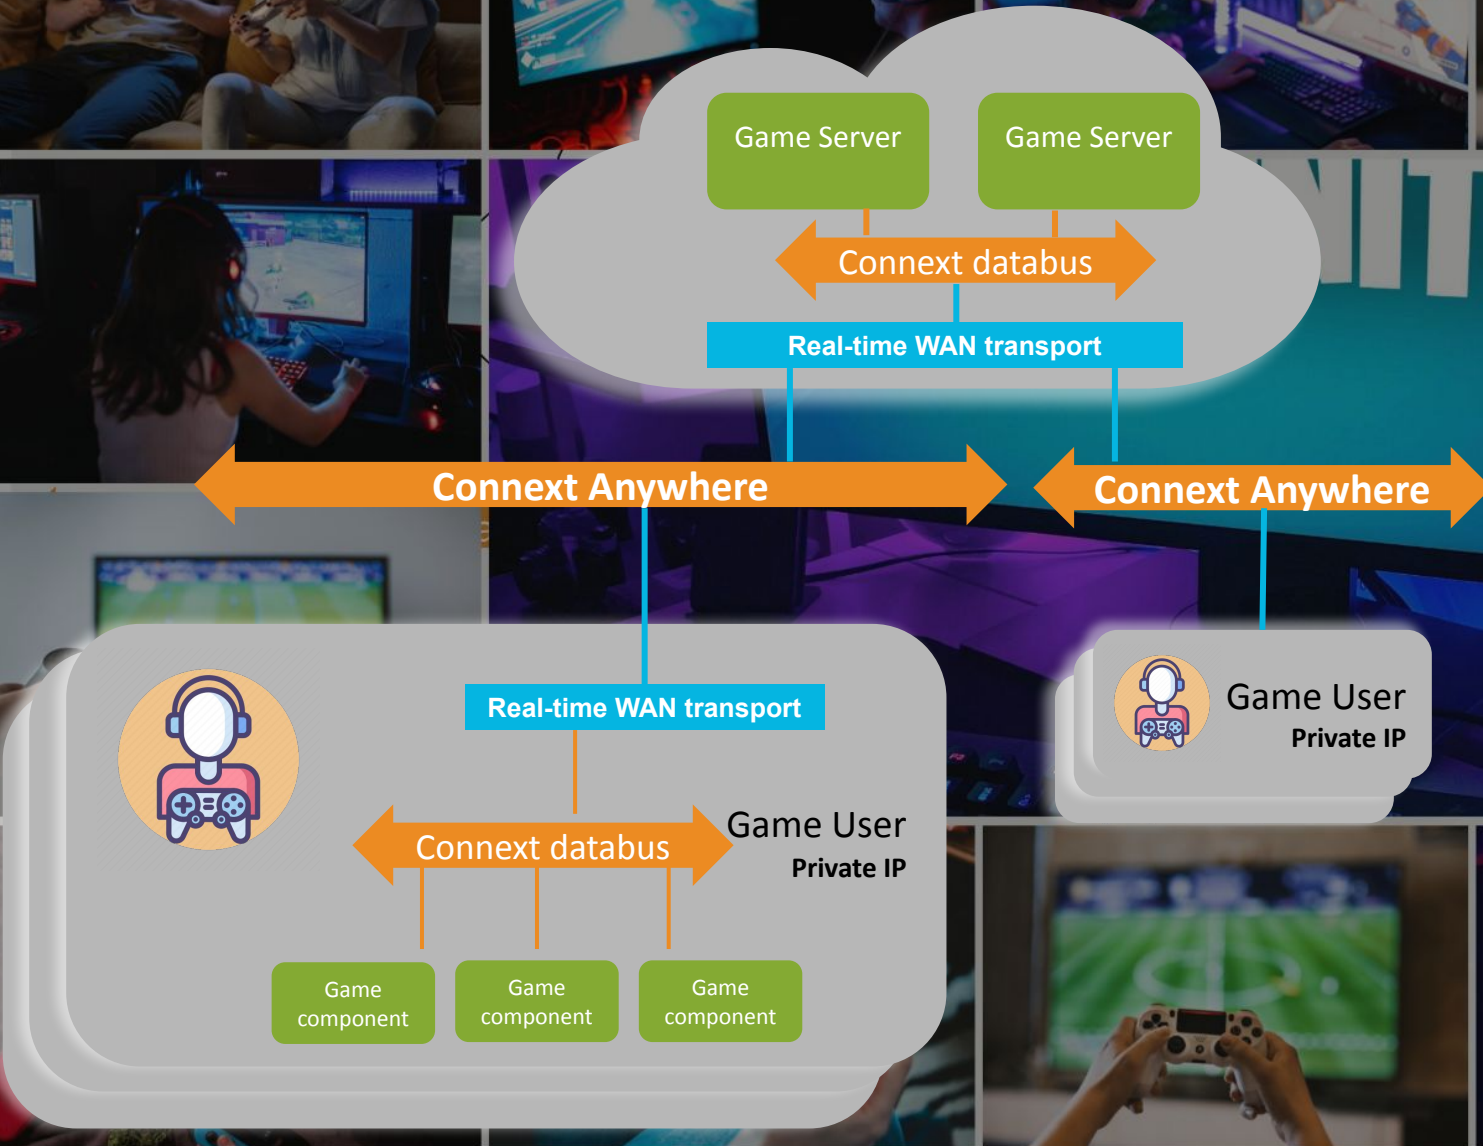 Game Server
Game Server
Connext databus
Real-time WAN transport
Connext Anywhere
Connext Anywhere
Real-time WAN transport
Connext databus
Game User
Private IP
Game
component
Game
component
Game
component
Game User
Private IP